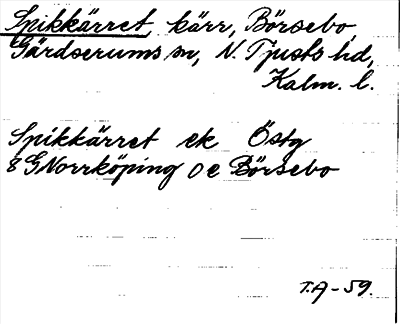 Spikkärret, kärr, Börsebo,
Gärdserums sn, N. Tjusts hd,
Kalm. l.
Spikkärret ek Östg
8 G Norrköping 0 e Börsebo
T.A-59.